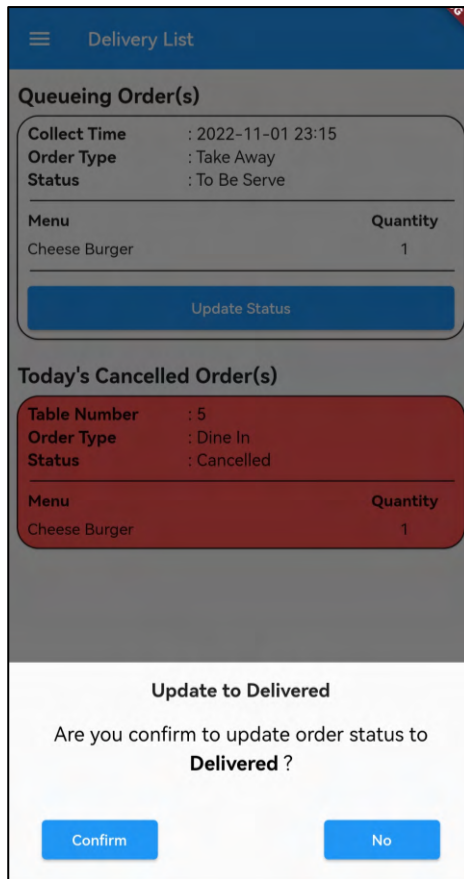 Delivery List
Queueing Order(s)
Collect Time : 2022-11-01 23:15
Order Type : Take Away
Status : To Be Serve
Menu Quantity
Cheese Burger 1
Update Status
Today's Cancelled Order(s)
Table Number : 5
Order Type : Dine In
Status : Cancelled
Menu Quantity
Cheese Burger 1
Update to Delivered
Are you confirm to update order status to
Delivered ?
Confirm No